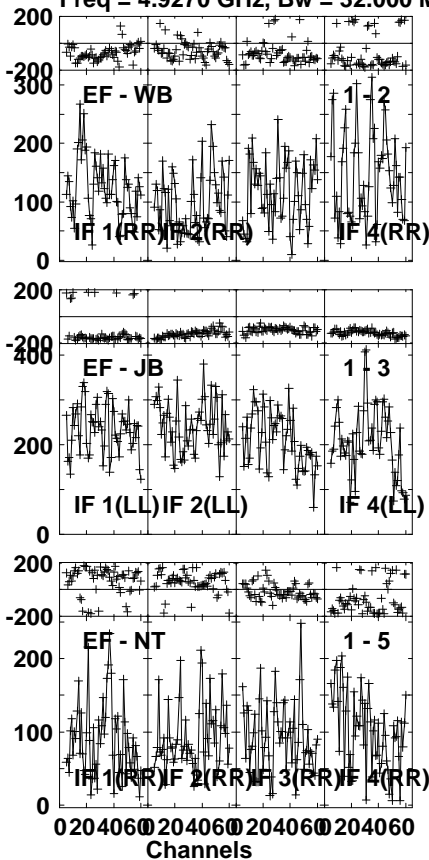 Freq = 4.9270 GHz, Bw = 32.000 M
200
-200
300
EF - WB
1 - 2
200
100
IF 1(RR)
IF 2(RR)
IF 4(RR)
0
200
-200
400
EF - JB
1 - 3
200
IF 1(LL)
IF 2(LL)
IF 4(LL)
0
200
-200
200
EF - NT
1 - 5
100
IF 1(RR)
IF 2(RR)
IF 3(RR)
IF 4(RR)
0
0 20 40 60 0 20 40 60 0 20 40 60 0 20 40 60
Channels